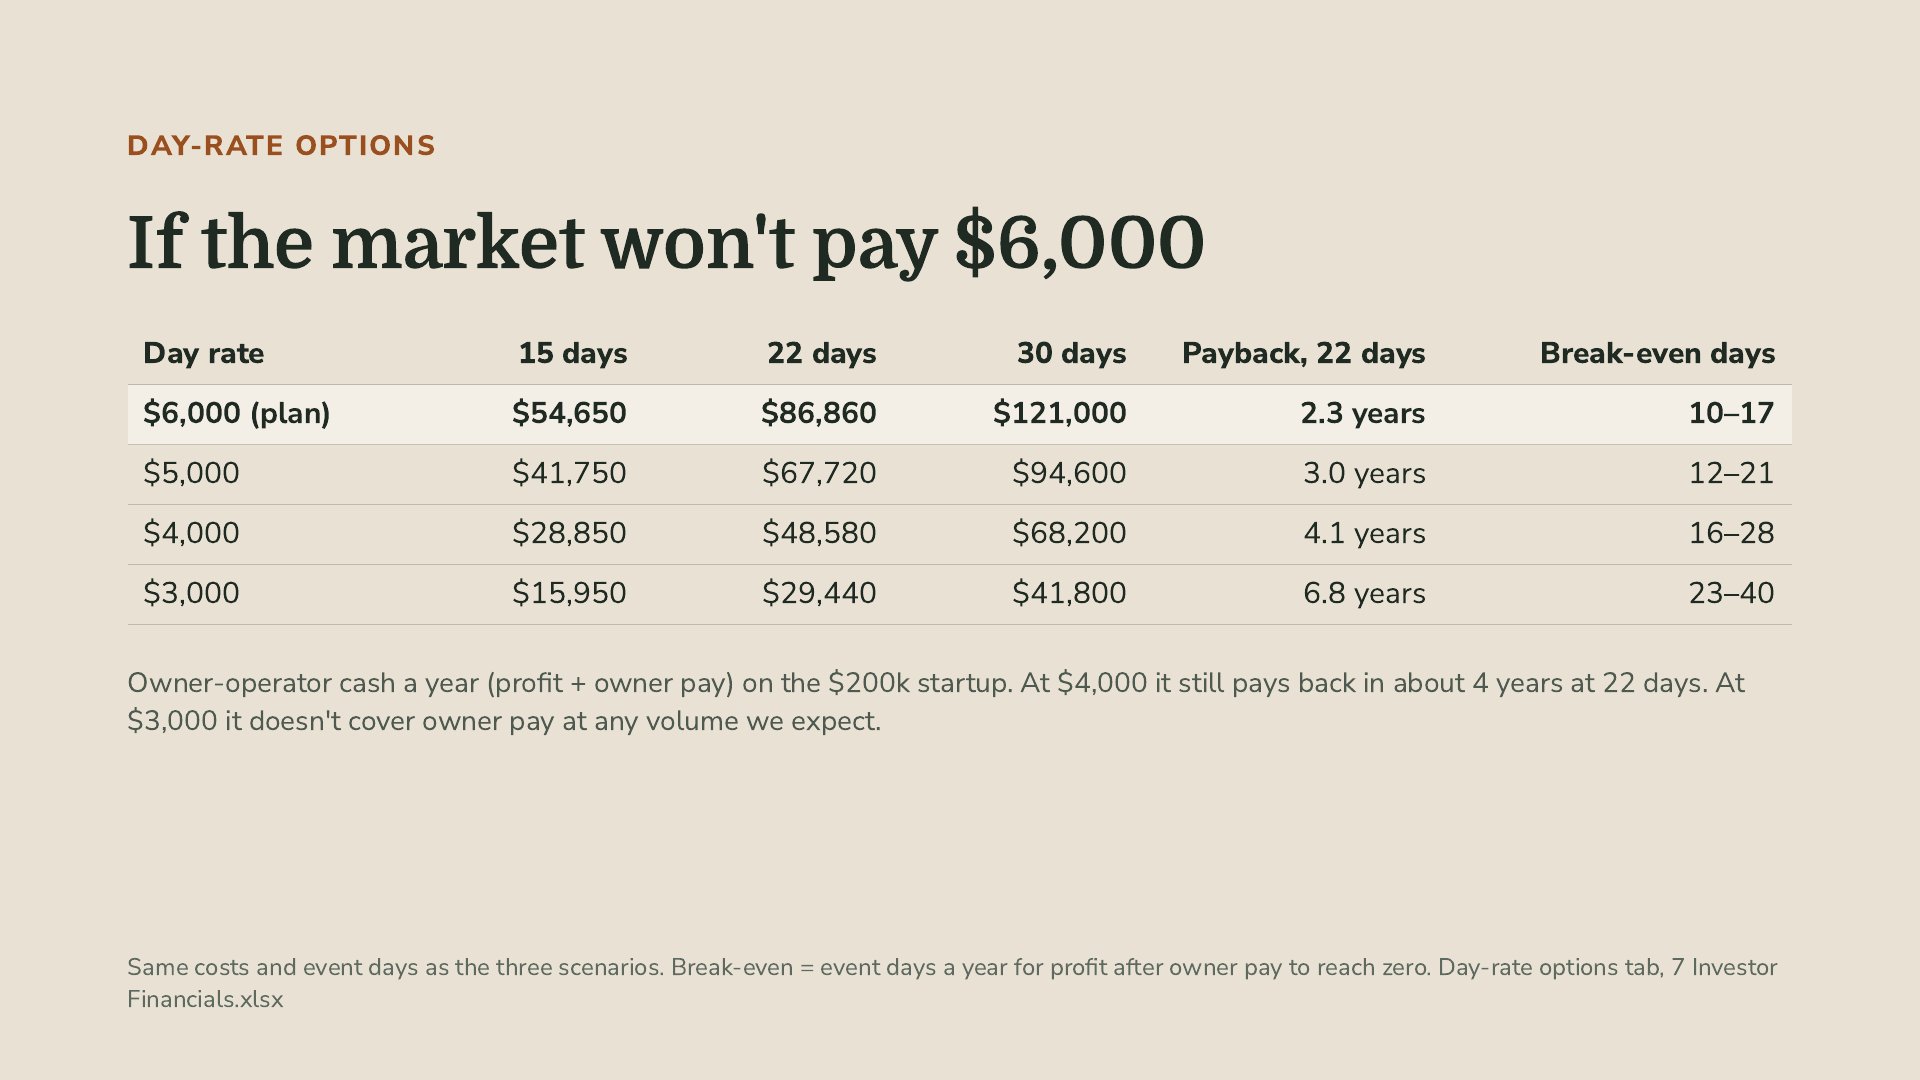 DAY-RATE OPTIONS
If the market won't pay $6,000
Day rate 15 days 22 days 30 days Payback, 22 days Break-even days
$6,000 (plan) $54,650 $86,860 $121,000 2.3 years 10–17
$5,000 $41,750 $67,720 $94,600 3.0 years 12–21
$4,000 $28,850 $48,580 $68,200 4.1 years 16–28
$3,000 $15,950 $29,440 $41,800 6.8 years 23–40
Owner-operator cash a year (profit + owner pay) on the $200k startup. At $4,000 it still pays back in about 4 years at 22 days. At
$3,000 it doesn't cover owner pay at any volume we expect.
Same costs and event days as the three scenarios. Break-even = event days a year for profit after owner pay to reach zero. Day-rate options tab, 7 Investor
Financials.xlsx